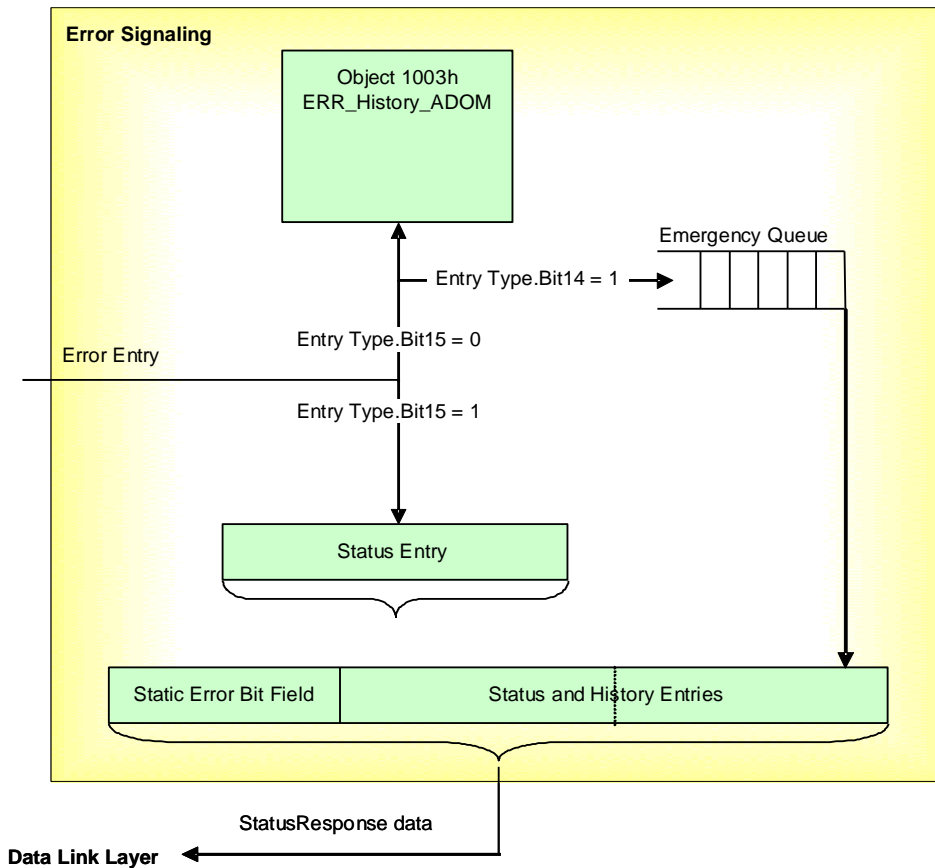 Error Signaling
Object 1003h
ERR_History_ADOM
Emergency Queue
Entry Type.Bit14 = 1
Entry Type.Bit15 = 0
Error Entry
Entry Type.Bit15 = 1
Status Entry
Static Error Bit Field
Status and History Entries
StatusResponse data
Data Link Layer